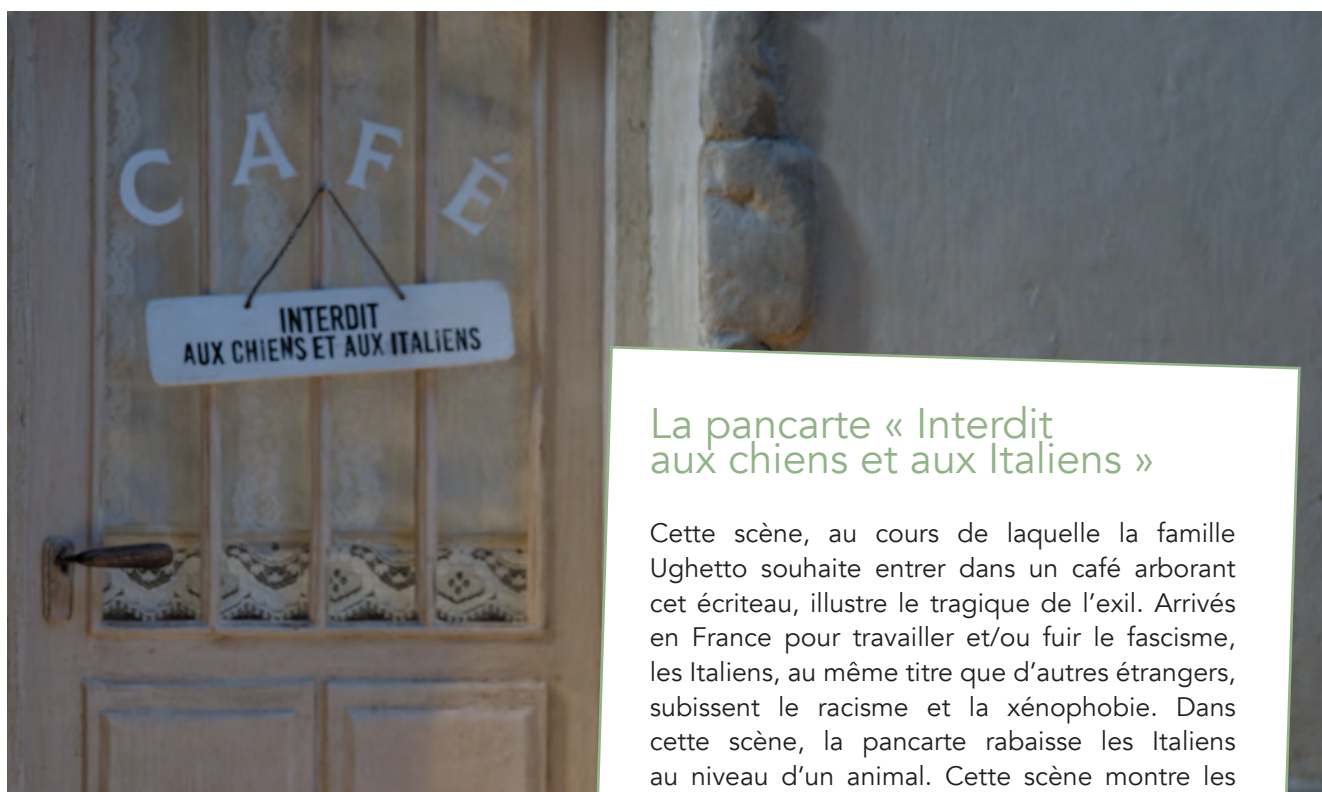 CAFÉ
INTERDIT
AUX CHIENS ET AUX ITALIENS
La pancarte « Interdit
aux chiens et aux Italiens »
Cette scène, au cours de laquelle la famille
Ughetto souhaite entrer dans un café arborant
cet écriteau, illustre le tragique de l’exil. Arrivés
en France pour travailler et/ou fuir le fascisme,
les Italiens, au même titre que d’autres étrangers,
subissent le racisme et la xénophobie. Dans
cette scène, la pancarte rabaisse les Italiens
au niveau d’un animal. Cette scène montre les